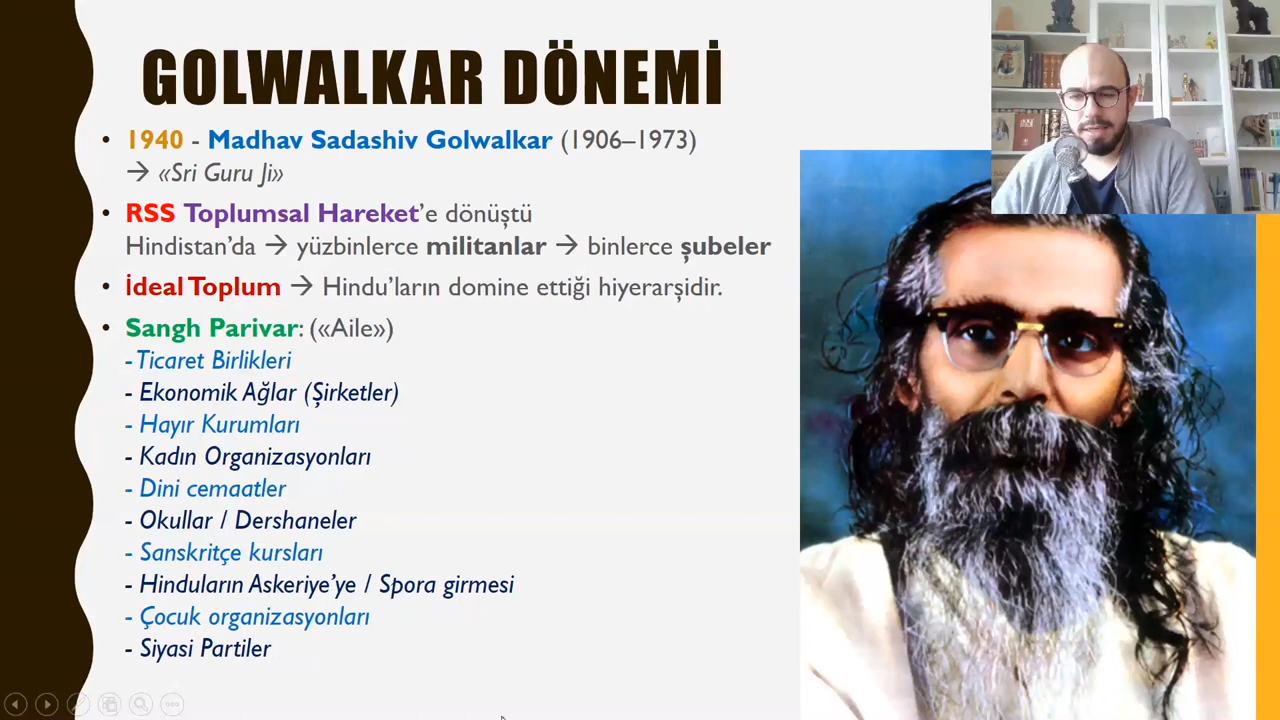 GOLWALKAR DÖNEMİ
• 1940 - Madhav Sadashiv Golwalkar (1906–1973)
→ «Sri Guru Ji»
• RSS Toplumsal Hareket’e dönüştü
Hindistan’da → yüzbinlerce militanlar → binlerce şubeler
• İdeal Toplum → Hindu’ların domine ettiği hiyerarşidir.
• Sangh Parivar: («Aile»)
- Ticaret Birlikleri
- Ekonomik Ağlar (Şirketler)
- Hayır Kurumları
- Kadın Organizasyonları
- Dini cemaatler
- Okullar / Dershaneler
- Sanskritçe kursları
- Hinduların Askeriye’ye / Spora girmesi
- Çocuk organizasyonları
- Siyasi Partiler